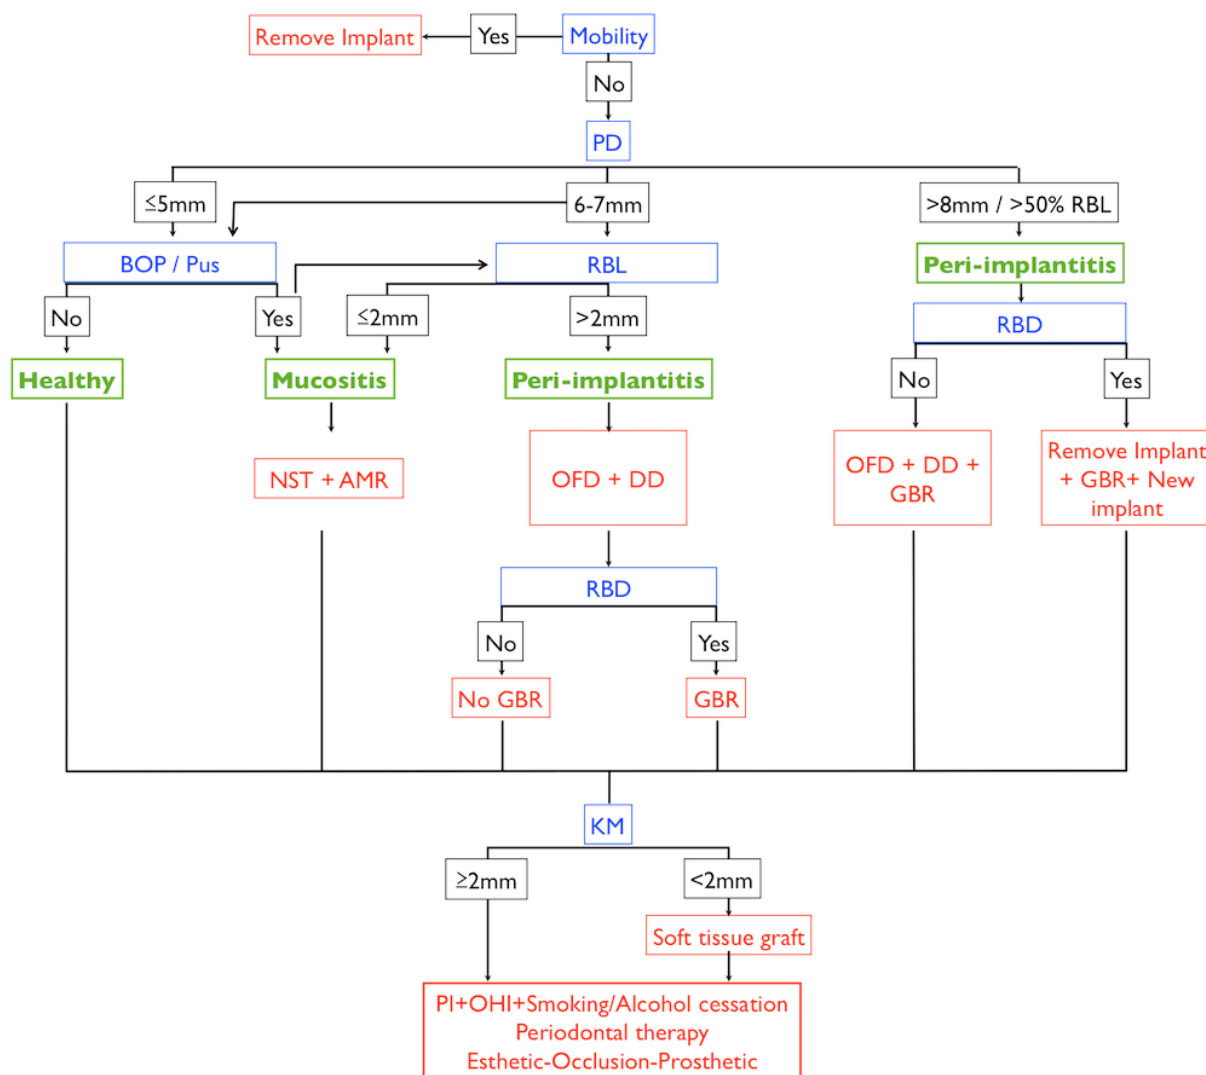 Remove Implant
Yes
Mobility
No
PD
≤5mm
6-7mm
>8mm / >50% RBL
BOP / Pus
RBL
Peri-implantitis
No
Yes
≤2mm
>2mm
RBD
Healthy
Mucositis
Peri-implantitis
No
Yes
NST + AMR
OFD + DD
OFD + DD +
GBR
Remove Implant
+ GBR+ New
implant
RBD
No
Yes
No GBR
GBR
KM
≥2mm
<2mm
Soft tissue graft
PI+OHI+Smoking/Alcohol cessation
Periodontal therapy
Esthetic-Occlusion-Prosthetic